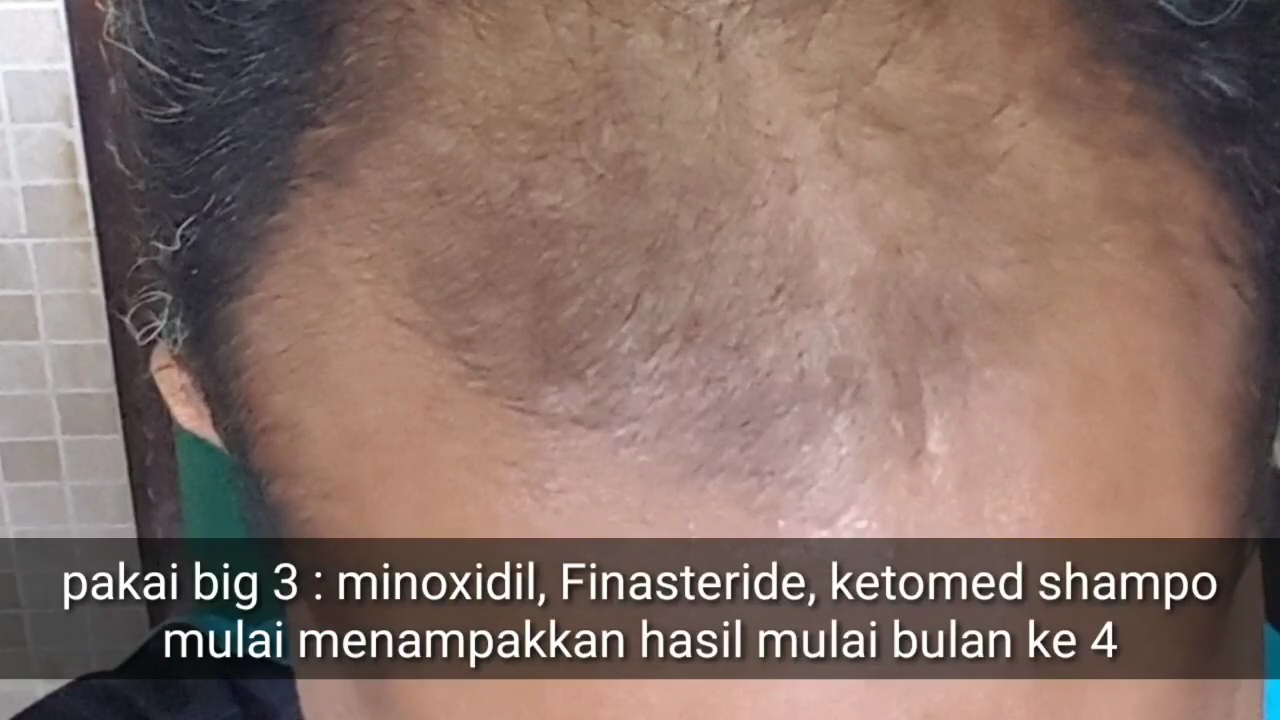 pakai big 3 : minoxidil, Finasteride, ketomed shampo
mulai menampakkan hasil mulai bulan ke 4